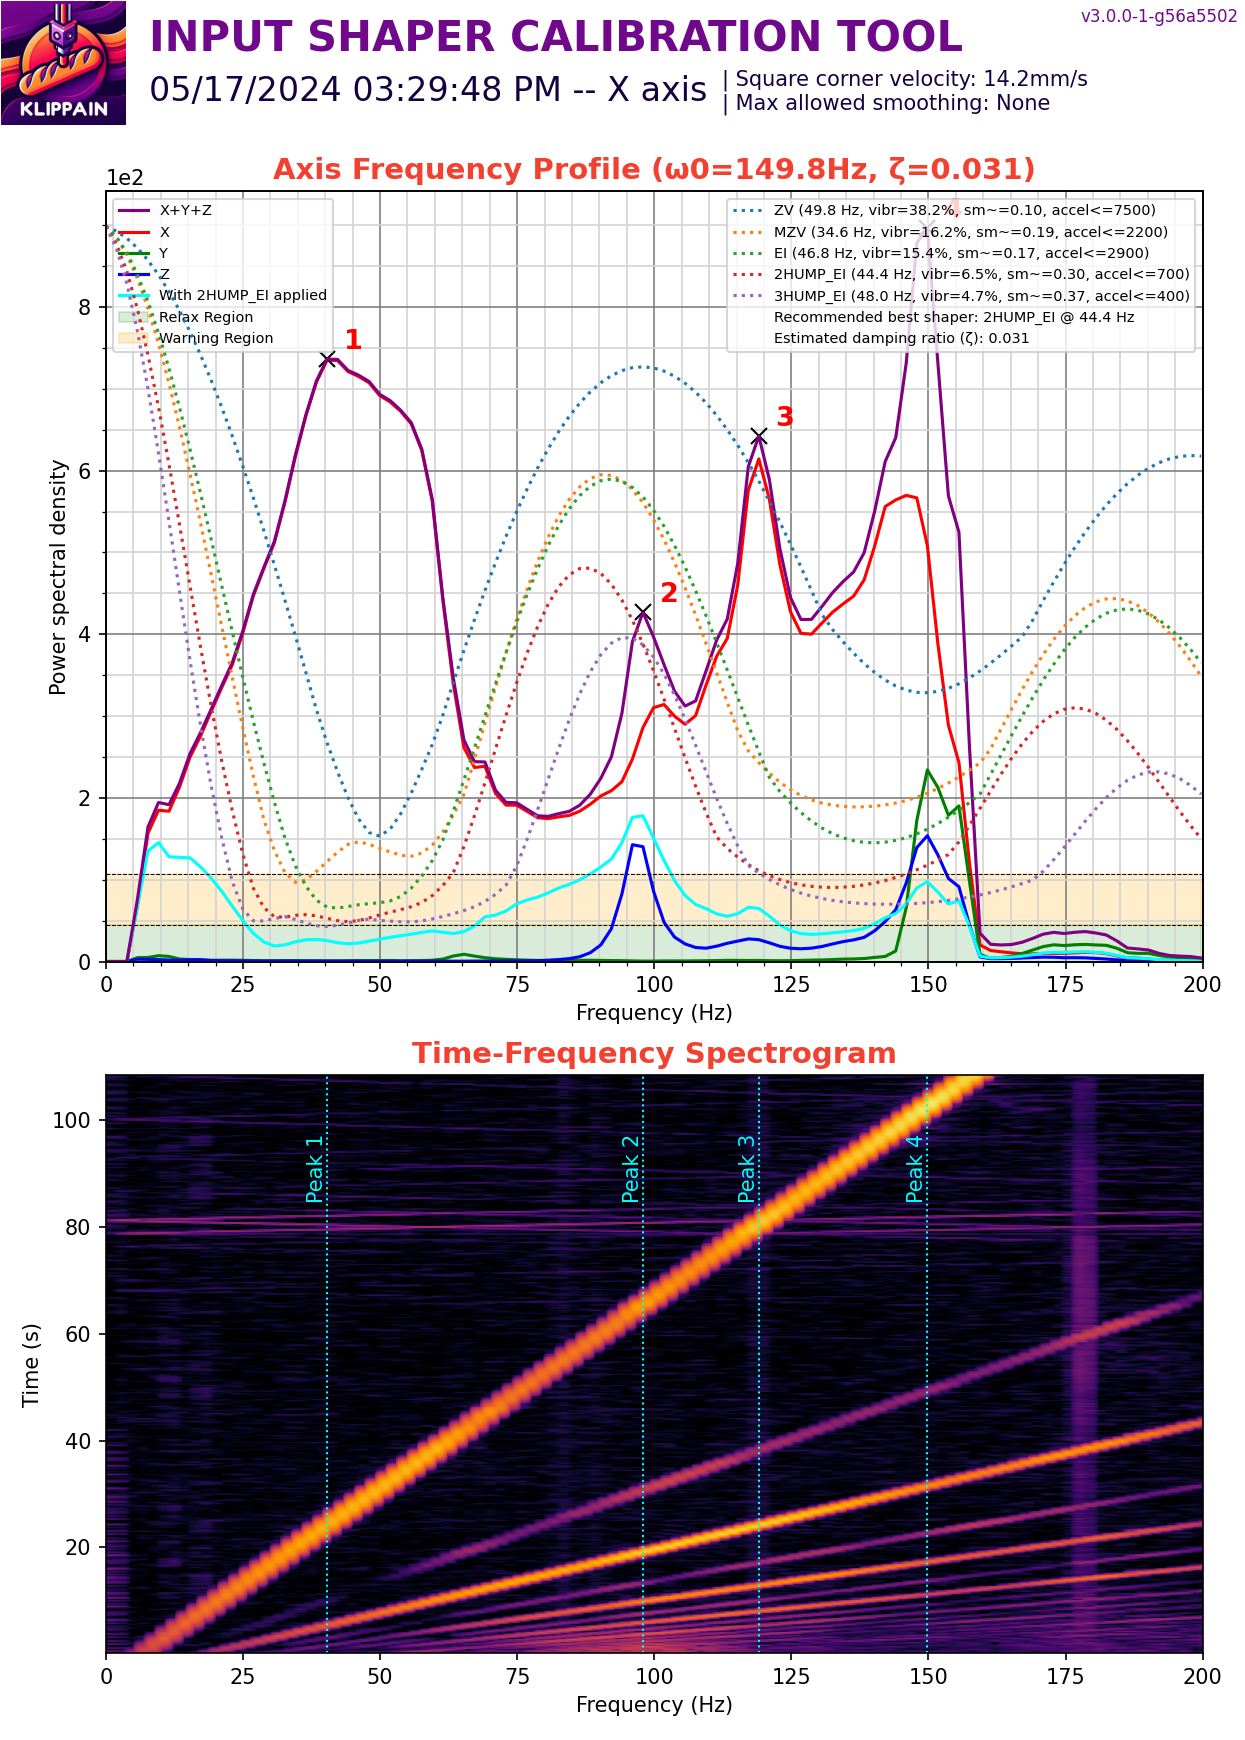 v3.0.0-1-g56a5502
INPUT SHAPER CALIBRATION TOOL
05/17/2024 03:29:48 PM -- X axis
| Square corner velocity: 14.2mm/s
| Max allowed smoothing: None
KLIPPAIN
Axis Frequency Profile (ω0=149.8Hz, ζ=0.031)
1e2
X+Y+Z
X
Y
Z
With 2HUMP_EI applied
Relax Region
Warning Region
ZV (49.8 Hz, vibr=38.2%, sm~=0.10, accel<=7500)
MZV (34.6 Hz, vibr=16.2%, sm~=0.19, accel<=2200)
EI (46.8 Hz, vibr=15.4%, sm~=0.17, accel<=2900)
2HUMP_EI (44.4 Hz, vibr=6.5%, sm~=0.30, accel<=700)
3HUMP_EI (48.0 Hz, vibr=4.7%, sm~=0.37, accel<=400)
Recommended best shaper: 2HUMP_EI @ 44.4 Hz
Estimated damping ratio (ζ): 0.031
4
1
3
2
Power spectral density
8
6
4
2
0
0 25 50 75 100 125 150 175 200
Frequency (Hz)
Time-Frequency Spectrogram
Time (s)
100
80
60
40
20
Peak 1
Peak 2
Peak 3
Peak 4
0 25 50 75 100 125 150 175 200
Frequency (Hz)